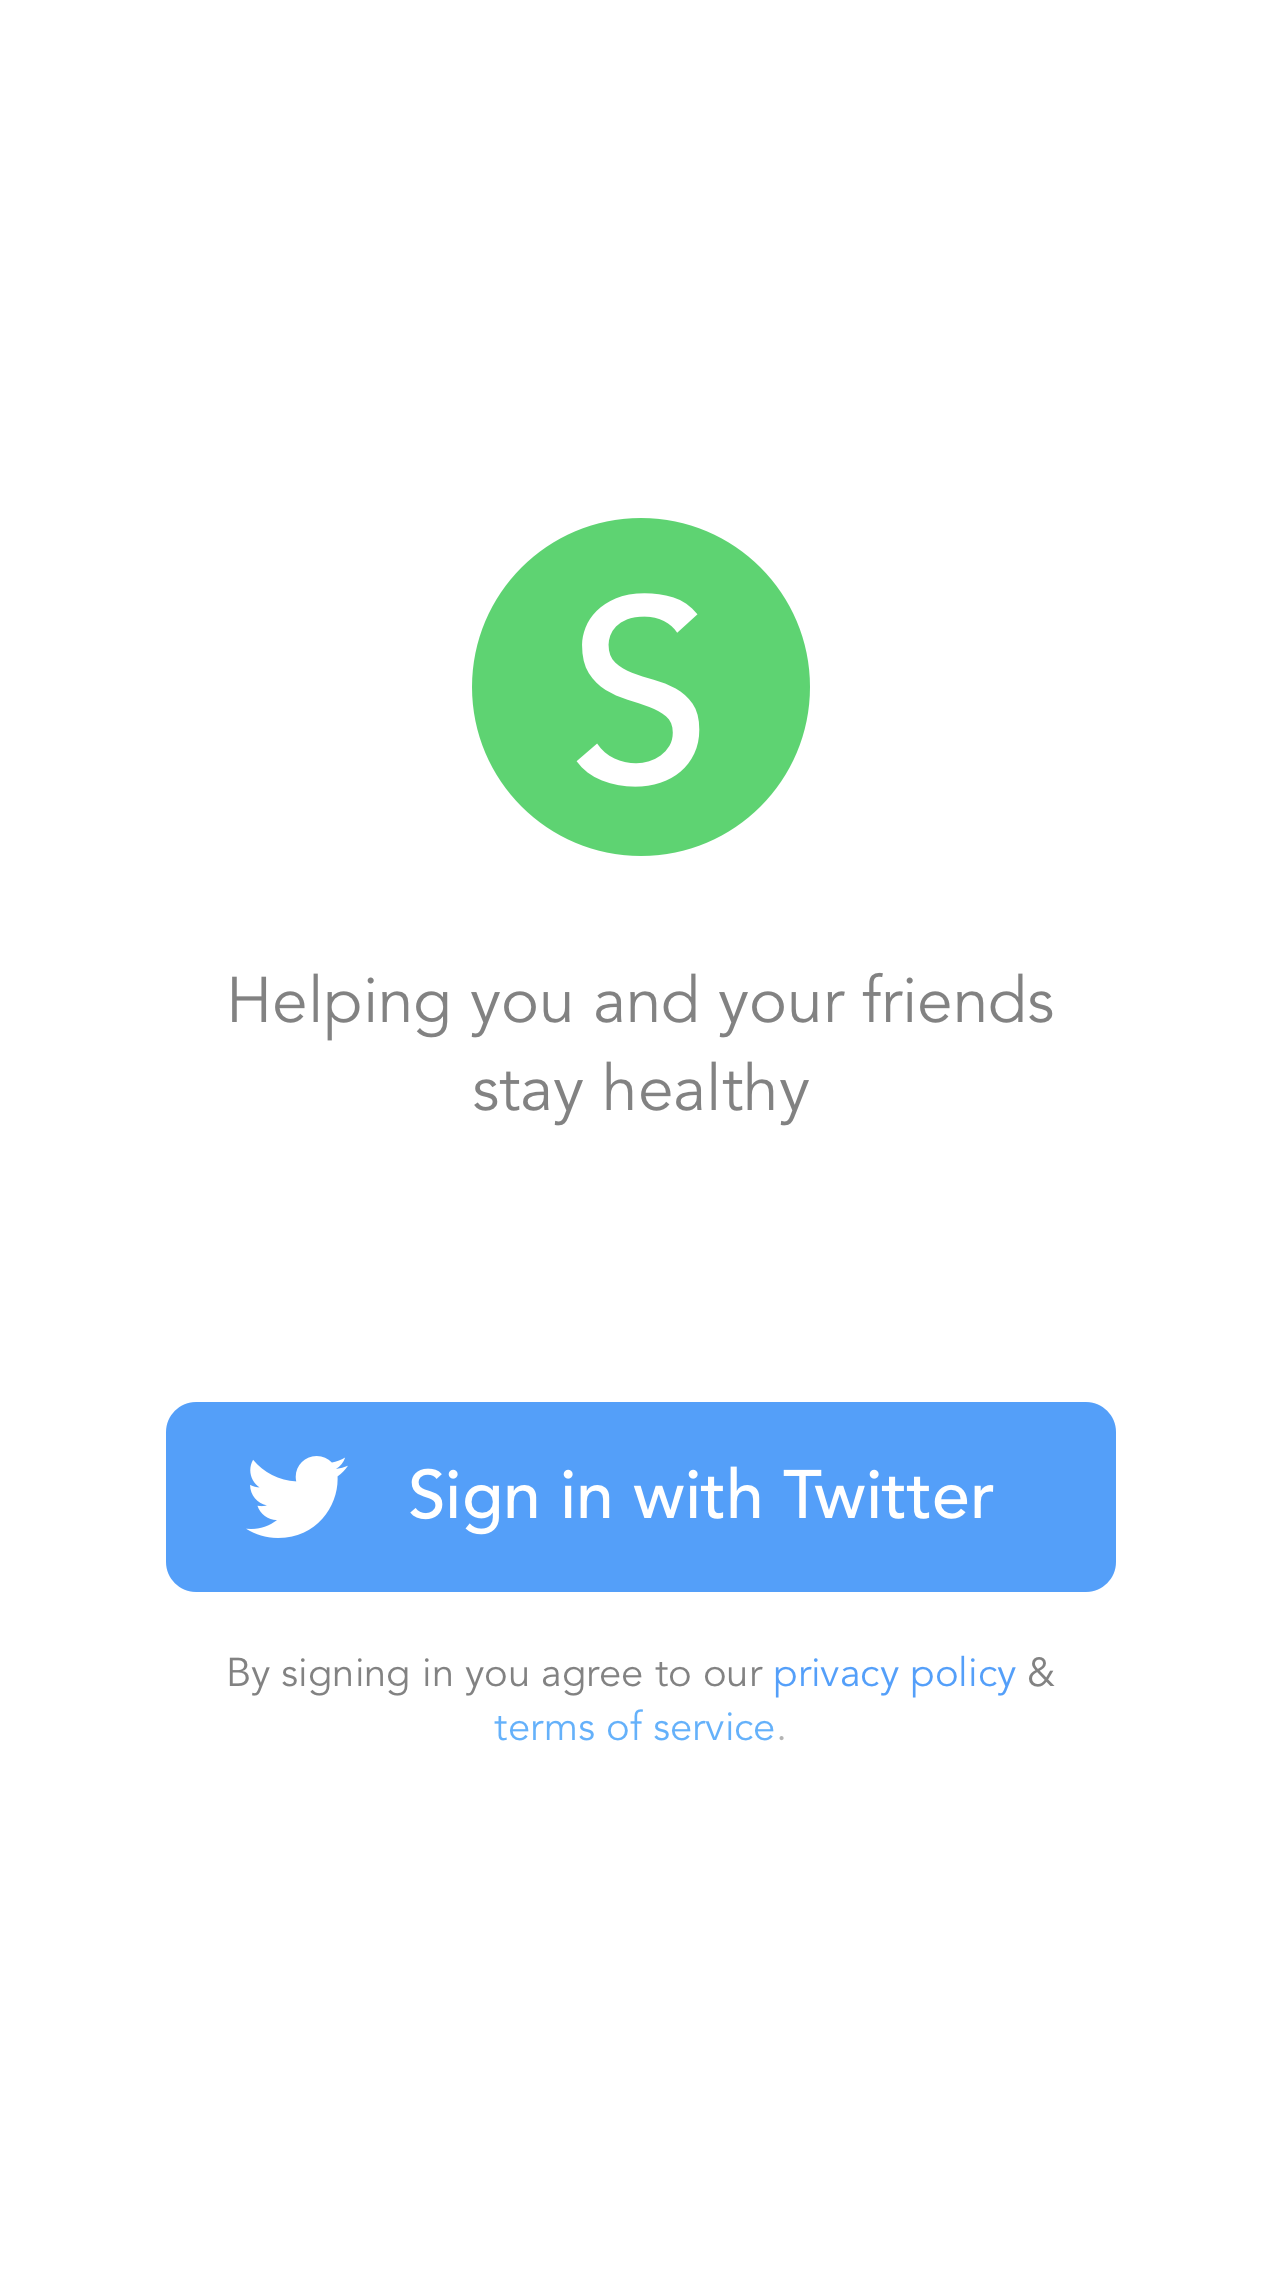 S
Helping you and your friends
stay healthy
Sign in with Twitter
By signing in you agree to our privacy policy &
terms of service.